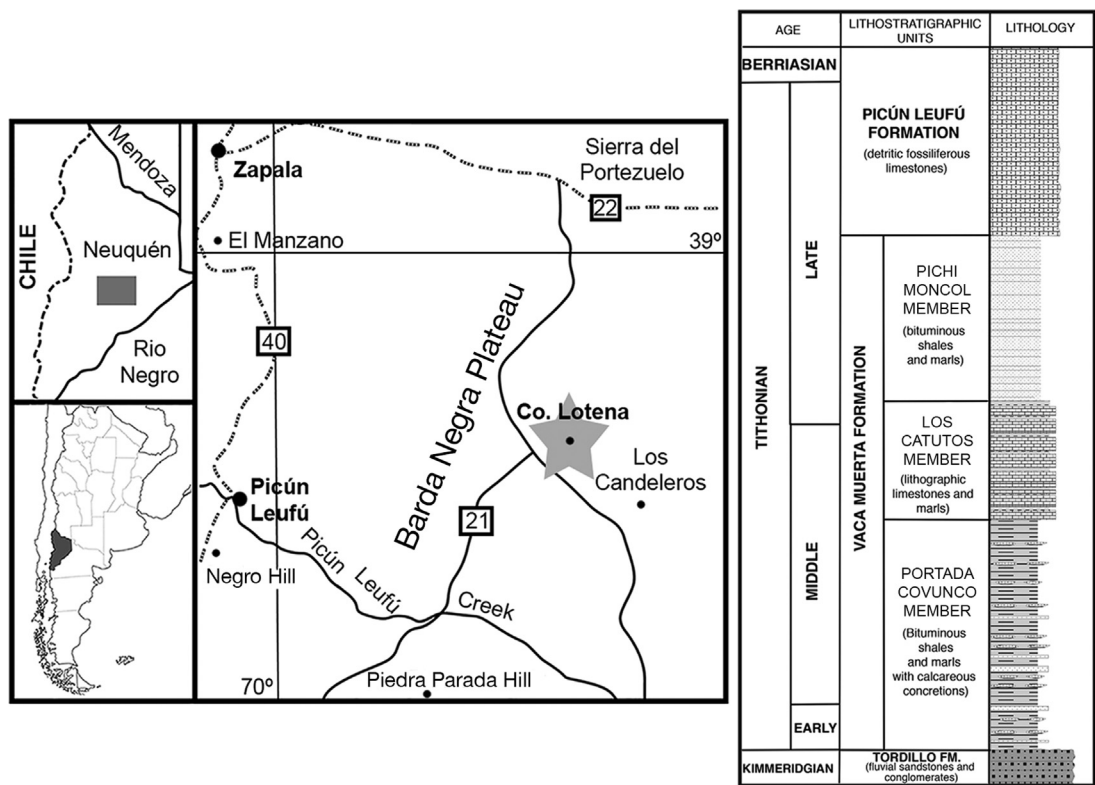 CHILE
Mendoza
Neuquén
Rio
Negro
Zapala
El Manzano
Sierra del
Portezuelo
22
39º
40
Barda Negra Plateau
Co. Lotena
Los
Candeleros
Picún
Leufú
21
Negro Hill
Picún Leufú Creek
70º
Piedra Parada Hill
AGE
LITHOSTRATIGRAPHIC
UNITS
LITHOLOGY
BERRIASIAN
TITHONIAN
LATE
MIDDLE
EARLY
KIMMERIDGIAN
PICÚN LEUFÚ
FORMATION
(detritic fossiliferous
limestones)
VACA MUERTA FORMATION
PICHI
MONCOL
MEMBER
(bituminous
shales
and marls)
LOS
CATUTOS
MEMBER
(lithographic
limestones and
marls)
PORTADA
COVUNCO
MEMBER
(Bituminous
shales
and marls
with calcareous
concretions)
TORDILLO FM.
(fluvial sandstones and
conglomerates)